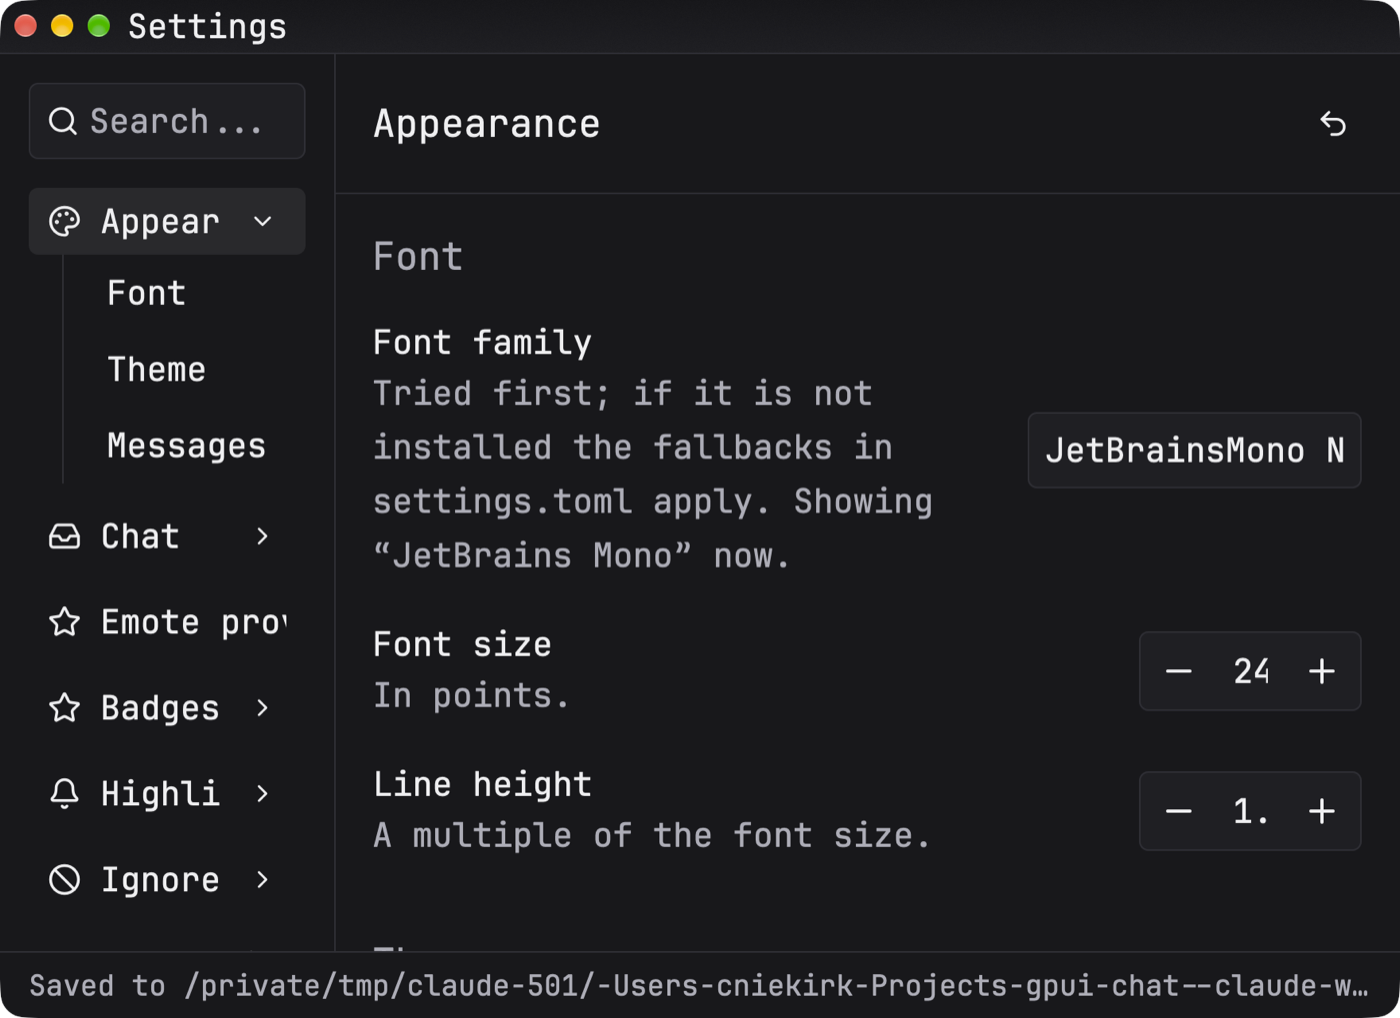 Settings
Search...
Appear
Font
Theme
Messages
Chat
Emote prov
Badges
Highli
Ignore
Appearance
Font
Font family
Tried first; if it is not
installed the fallbacks in
settings.toml apply. Showing
“JetBrains Mono” now.
JetBrainsMono N
Font size
In points.
24
Line height
A multiple of the font size.
1.
Saved to /private/tmp/claude-501/-Users-cniekirk-Projects-gpui-chat--claude-w…